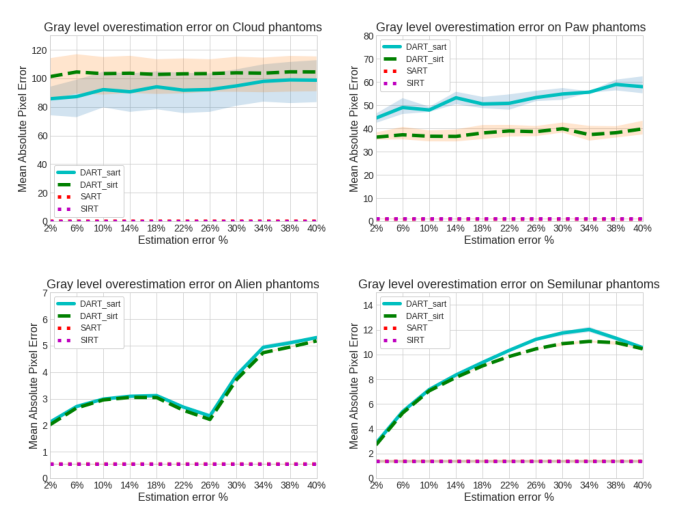 Gray level overestimation error on Cloud phantoms
Mean Absolute Pixel Error
120
100
80
60
40
20
0
DART_sart
DART_sirt
SART
SIRT
2% 6% 10% 14% 18% 22% 26% 30% 34% 38% 40%
Estimation error %
Gray level overestimation error on Paw phantoms
Mean Absolute Pixel Error
80
70
60
50
40
30
20
10
0
DART_sart
DART_sirt
SART
SIRT
2% 6% 10% 14% 18% 22% 26% 30% 34% 38% 40%
Estimation error %
Gray level overestimation error on Alien phantoms
Mean Absolute Pixel Error
7
6
5
4
3
2
1
0
DART_sart
DART_sirt
SART
SIRT
2% 6% 10% 14% 18% 22% 26% 30% 34% 38% 40%
Estimation error %
Gray level overestimation error on Semilunar phantoms
Mean Absolute Pixel Error
14
12
10
8
6
4
2
0
DART_sart
DART_sirt
SART
SIRT
2% 6% 10% 14% 18% 22% 26% 30% 34% 38% 40%
Estimation error %